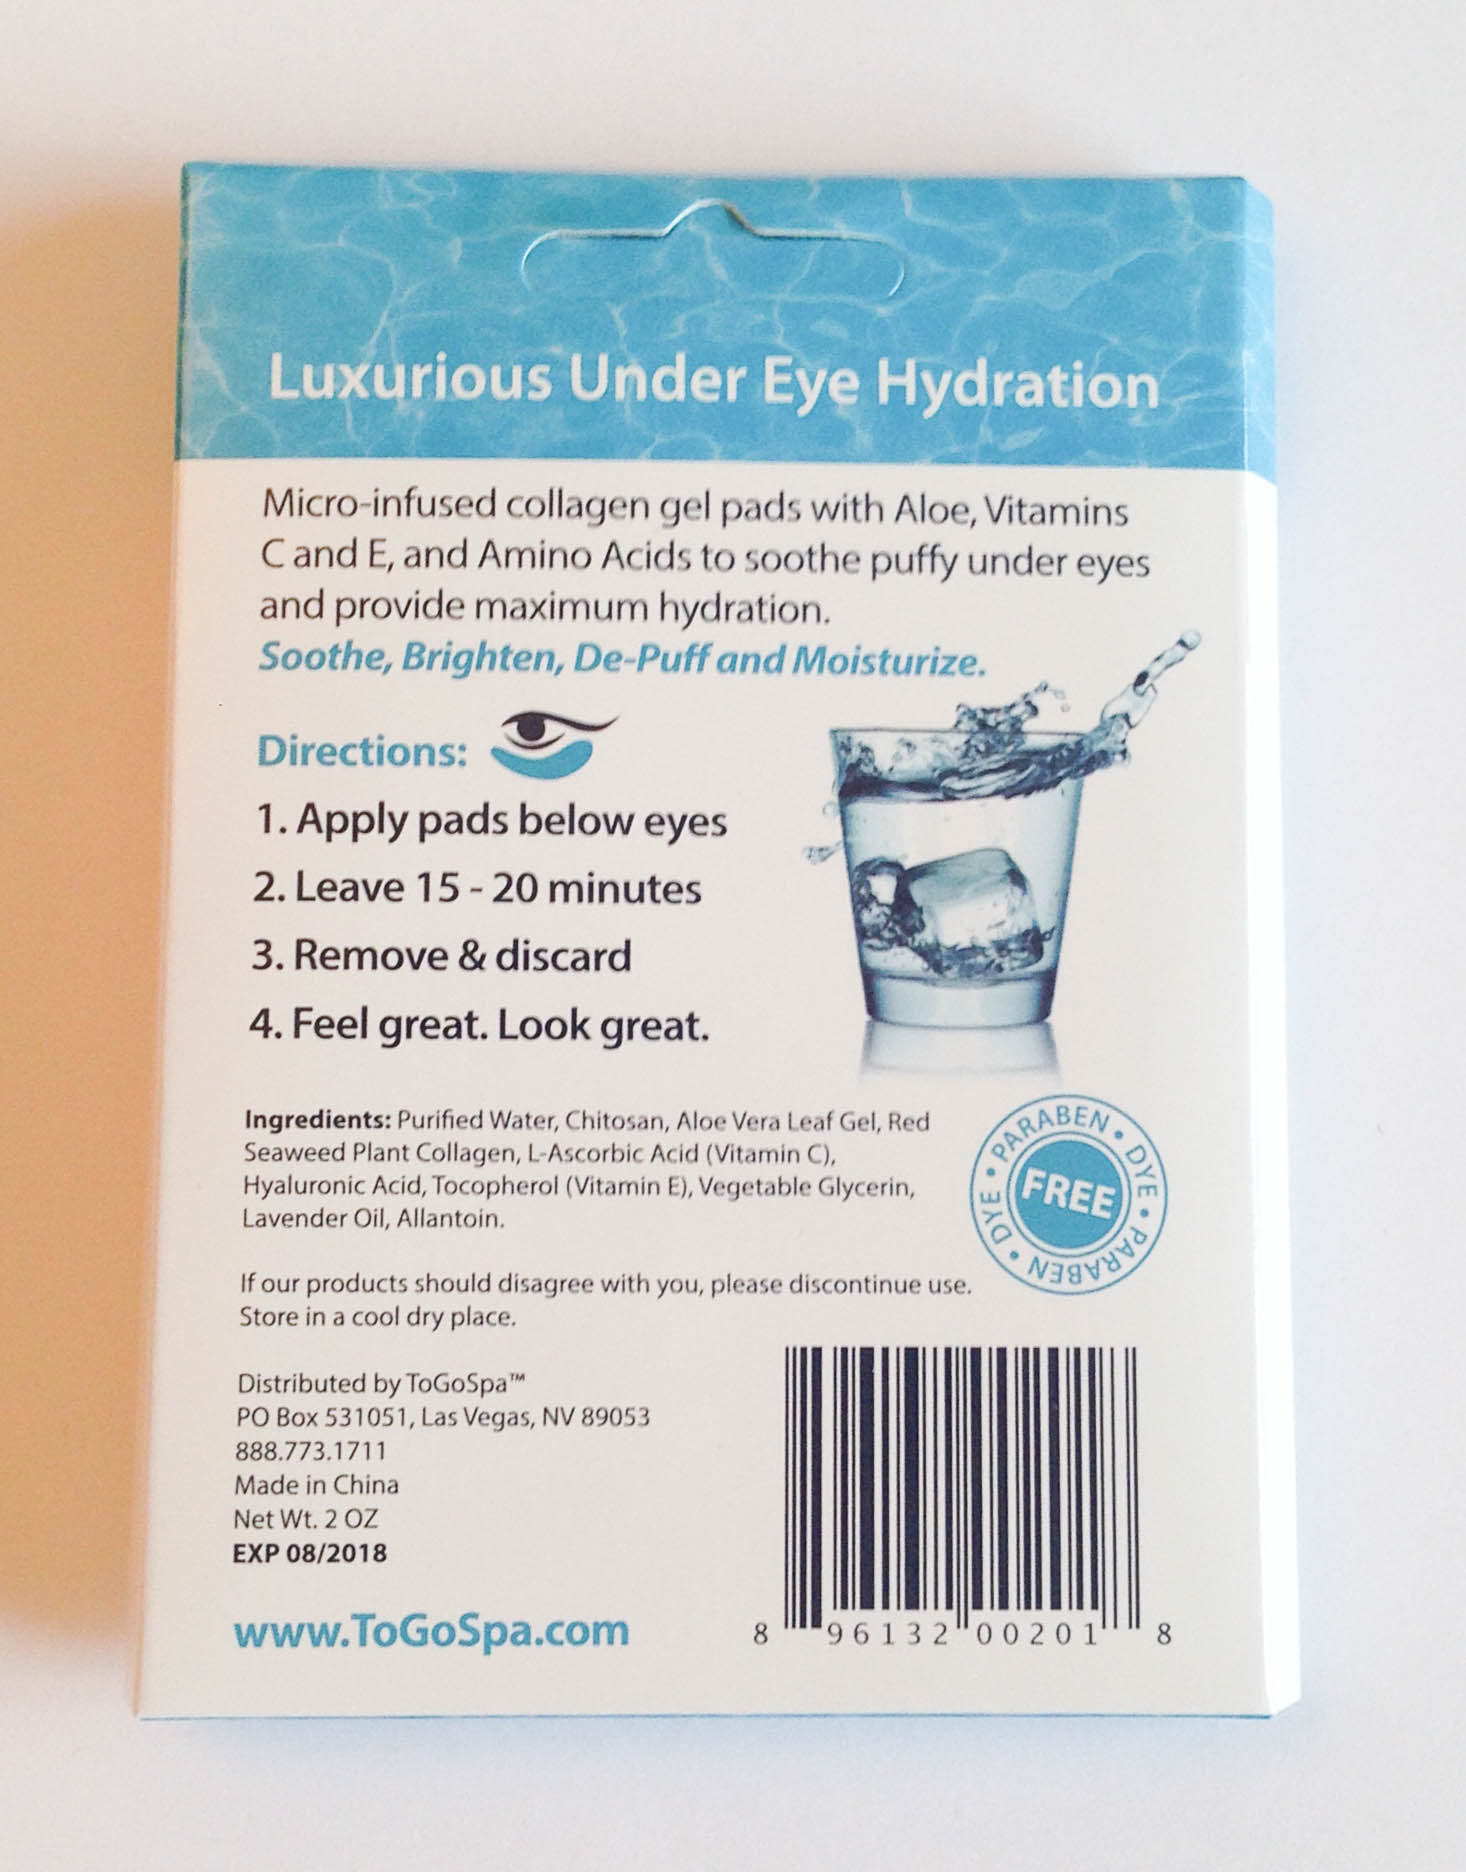 Luxurious Under Eye Hydration
Micro-infused collagen gel pads with Aloe, Vitamins
C and E, and Amino Acids to soothe puffy under eyes
and provide maximum hydration.
Soothe, Brighten, De-Puff and Moisturize.
Directions:
1. Apply pads below eyes
2. Leave 15 - 20 minutes
3. Remove & discard
4. Feel great. Look great.
Ingredients: Purified Water, Chitosan, Aloe Vera Leaf Gel, Red
Seaweed Plant Collagen, L-Ascorbic Acid (Vitamin C),
Hyaluronic Acid, Tocopherol (Vitamin E), Vegetable Glycerin,
Lavender Oil, Allantoin.
PARABEN • DYE • PARABEN • DYE •
FREE
If our products should disagree with you, please discontinue use.
Store in a cool dry place.
Distributed by ToGoSpa™
PO Box 531051, Las Vegas, NV 89053
888.773.1711
Made in China
Net Wt. 2 OZ
EXP 08/2018
www.ToGoSpa.com
8 96132 00201 8